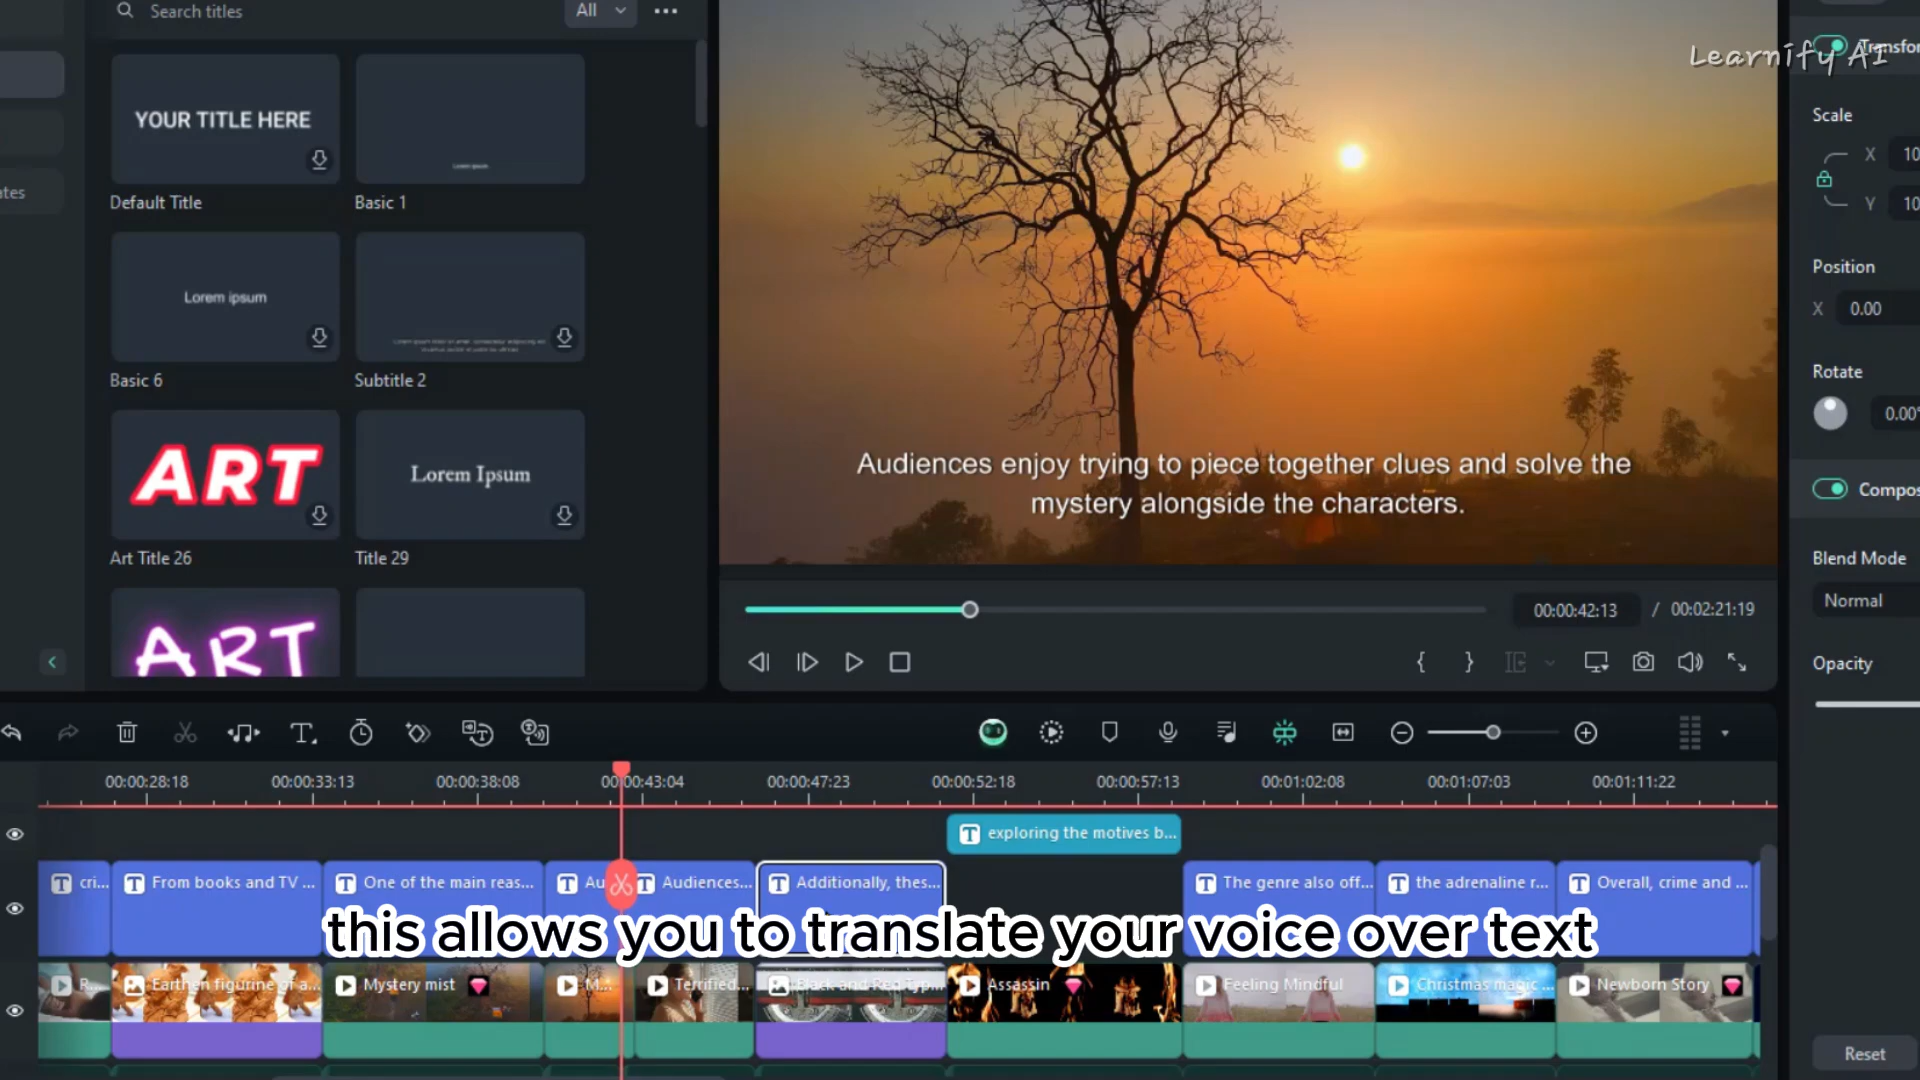 Search titles
All
Learnify AI
Transfor
YOUR TITLE HERE
Default Title
Lorem ipsum
Basic 1
ates
Lorem ipsum
Basic 6
Subtitle 2
ART
Art Title 26
Lorem Ipsum
Title 29
ART
Audiences enjoy trying to piece together clues and solve the
mystery alongside the characters.
00:00:42:13 / 00:02:21:19
Scale
X 10
Y 10
Position
X 0.00
Rotate
0.00°
Compos
Blend Mode
Normal
Opacity
Reset
00:00:28:18 00:00:33:13 00:00:38:08 00:00:43:04 00:00:47:23 00:00:52:18 00:00:57:13 00:01:02:08 00:01:07:03 00:01:11:22
exploring the motives b...
cri... From books and TV ... One of the main reas... Au Audiences... Additionally, thes... The genre also off... the adrenaline r... Overall, crime and ...
this allows you to translate your voice over text
R... Earthen figurine of a... Mystery mist M... Terrified... Black and Red Typ... Assassin Feeling Mindful Christmas magic ... Newborn Story